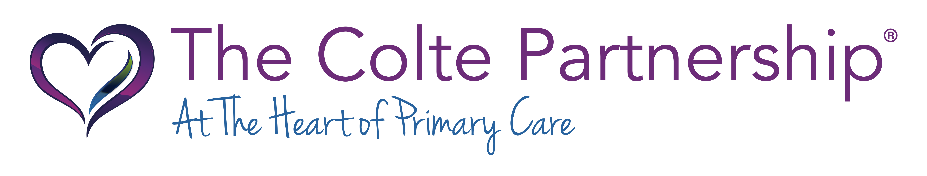 The Colte Partnership®
At The Heart of Primary Care